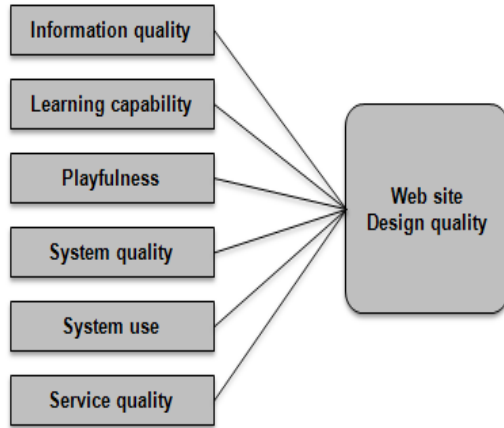 Information quality
Learning capability
Playfulness
System quality
System use
Service quality
Web site
Design quality